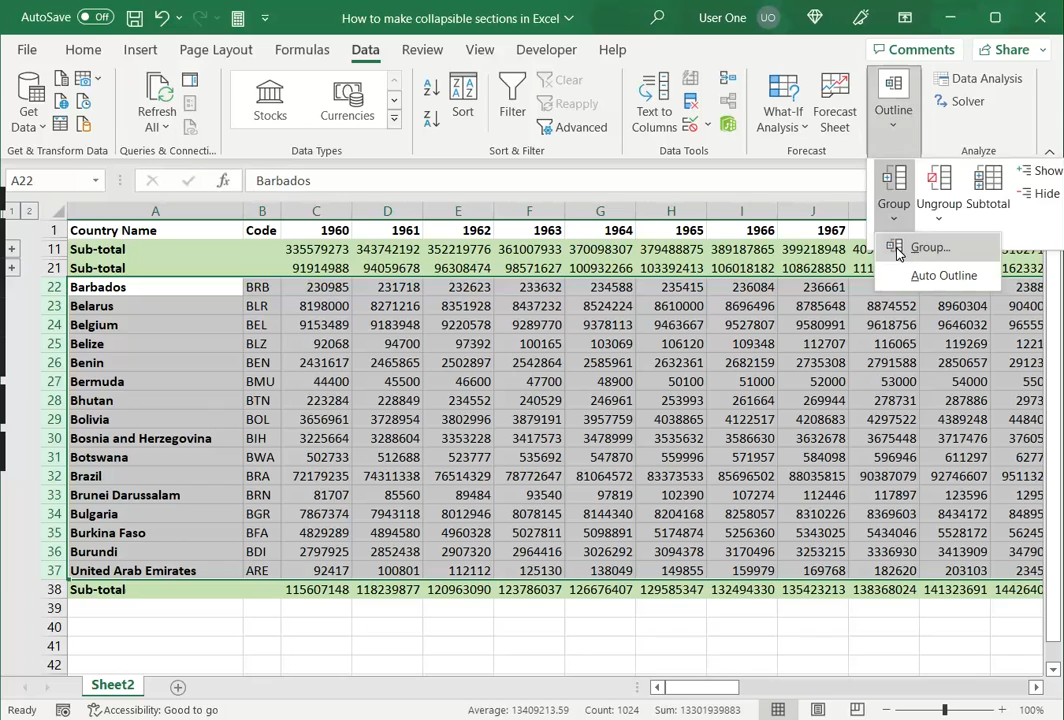 AutoSave Off How to make collapsible sections in Excel User One UO
File Home Insert Page Layout Formulas Data Review View Developer Help Comments Share
Get Data Refresh All Stocks Currencies Sort Filter Clear Reapply Advanced Text to Columns What-If Analysis Forecast Sheet Outline Data Analysis Solver
Get & Transform Data Queries & Connecti... Data Types Sort & Filter Data Tools Forecast Analyze
A22 fx Barbados
Group Ungroup Subtotal Show Hide
Group...
Auto Outline
1 2 A B C D E F G H I J
1 Country Name Code 1960 1961 1962 1963 1964 1965 1966 1967
11 Sub-total 335579273 343742192 352219776 361007933 370098307 379488875 389187865 399218948
21 Sub-total 91914988 94059678 96308474 98571627 100932266 103392413 106018182 108628850
22 Barbados BRB 230985 231718 232623 233632 234588 235415 236084 236661 2388
23 Belarus BLR 8198000 8271216 8351928 8437232 8524224 8610000 8696496 8785648 8874552 8960304 90400
24 Belgium BEL 9153489 9183948 9220578 9289770 9378113 9463667 9527807 9580991 9618756 9646032 96555
25 Belize BLZ 92068 94700 97392 100165 103069 106120 109348 112707 116065 119269 1221
26 Benin BEN 2431617 2465865 2502897 2542864 2585961 2632361 2682159 2735308 2791588 2850657 29123
27 Bermuda BMU 44400 45500 46600 47700 48900 50100 51000 52000 53000 54000 550
28 Bhutan BTN 223284 228849 234552 240529 246961 253993 261664 269944 278731 287886 2973
29 Bolivia BOL 3656961 3728954 3802996 3879191 3957759 4038865 4122517 4208683 4297522 4389248 44840
30 Bosnia and Herzegovina BIH 3225664 3288604 3353228 3417573 3478999 3535632 3586630 3632678 3675448 3717476 37605
31 Botswana BWA 502733 512688 523777 535692 547870 559996 571957 584098 596946 611297 6277
32 Brazil BRA 72179235 74311338 76514329 78772647 81064572 83373533 85696502 88035815 90387079 92746607 951132
33 Brunei Darussalam BRN 81707 85560 89484 93540 97819 102390 107274 112446 117897 123596 1295
34 Bulgaria BGR 7867374 7943118 8012946 8078145 8144340 8204168 8258057 8310226 8369603 8434172 84895
35 Burkina Faso BFA 4829289 4894580 4960328 5027811 5098891 5174874 5256360 5343025 5434046 5528172 56245
36 Burundi BDI 2797925 2852438 2907320 2964416 3026292 3094378 3170496 3253215 3336930 3413909 34790
37 United Arab Emirates ARE 92417 100801 112112 125130 138049 149855 159979 169768 182620 203103 2345
38 Sub-total 115607148 118239877 120963090 123786037 126676407 129585347 132494330 135423213 138368024 141323691 1442640
39
40
41
42
Sheet2
Ready Accessibility: Good to go Average: 13409213.59 Count: 1024 Sum: 13301939883 100%